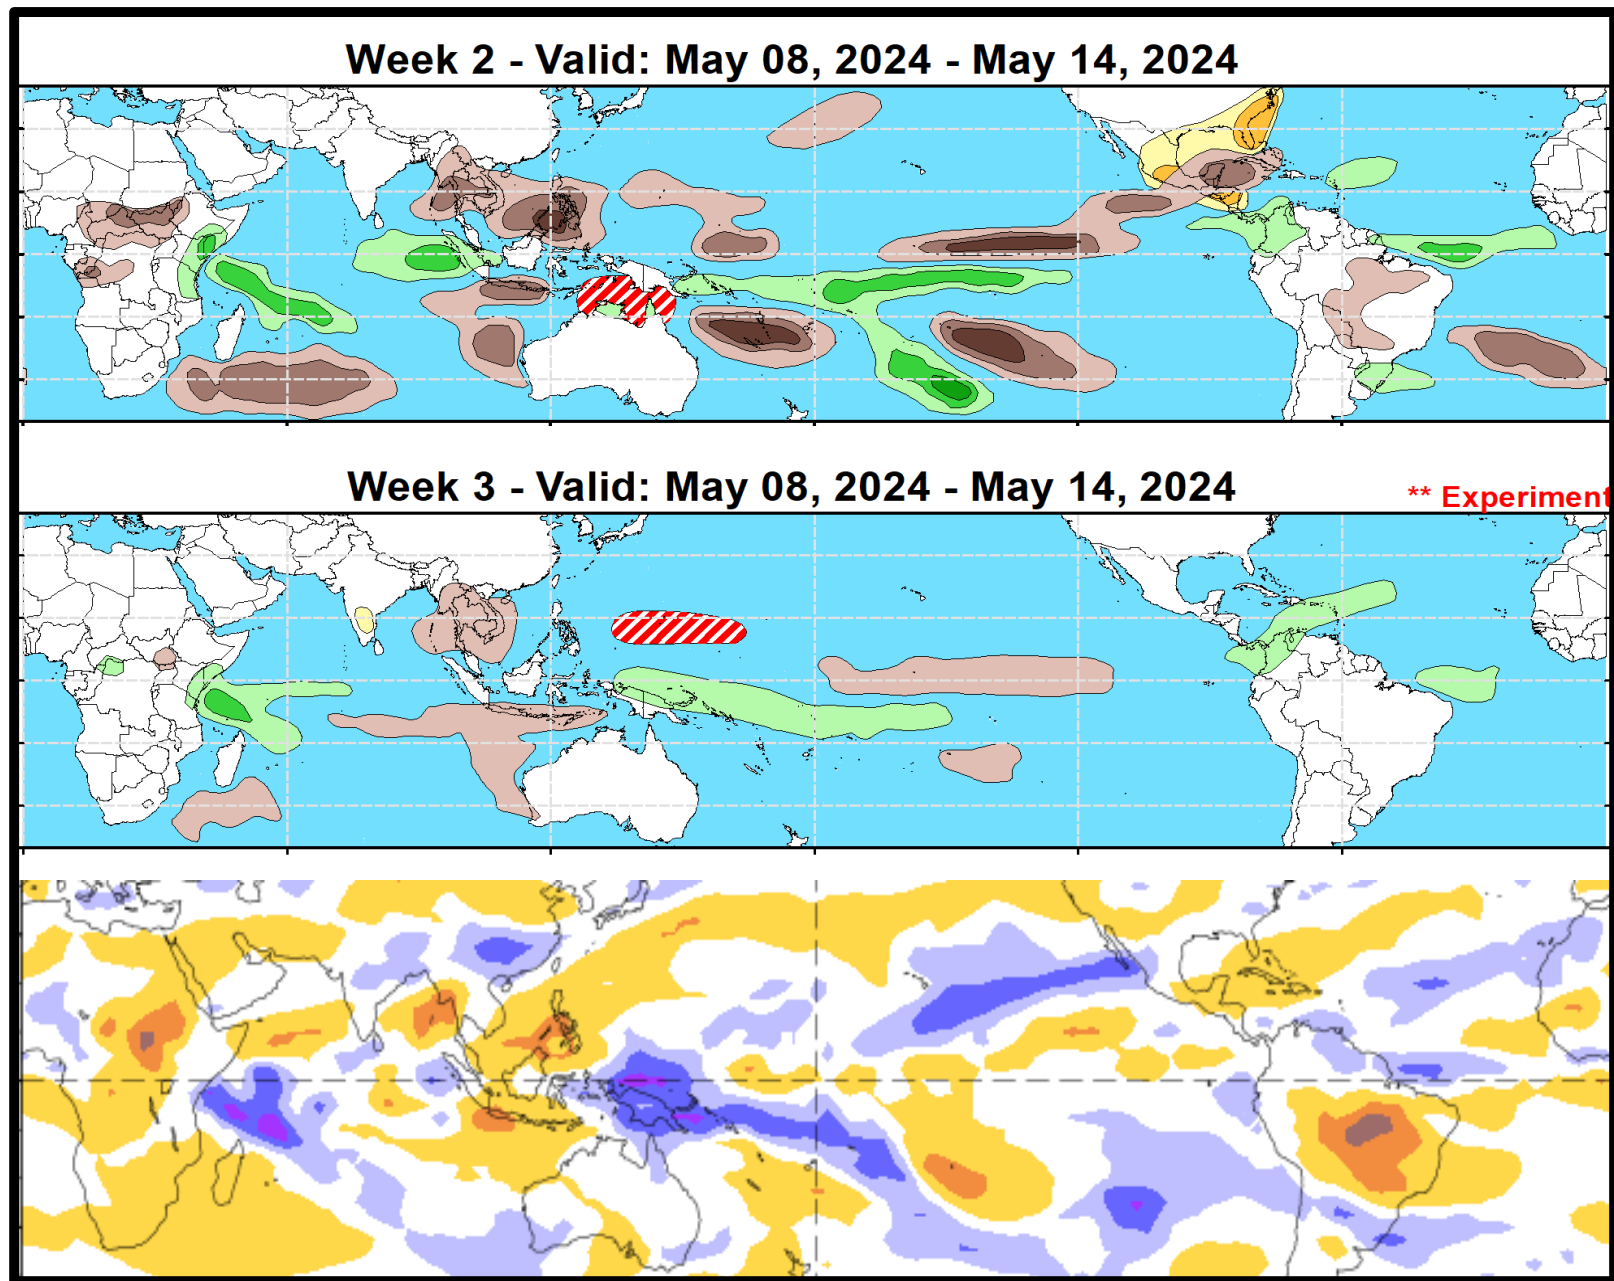 Week 2 - Valid: May 08, 2024 - May 14, 2024
Week 3 - Valid: May 08, 2024 - May 14, 2024
** Experiment